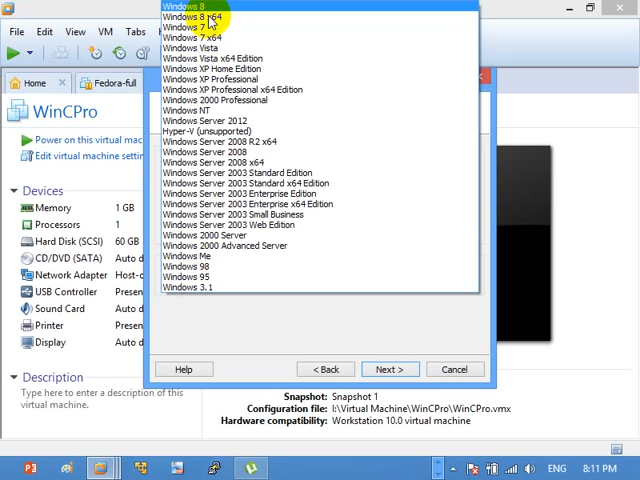 Windows 8
Windows 8 x64
Windows 7
Windows 7 x64
Windows Vista
Windows Vista x64 Edition
Windows XP Home Edition
Windows XP Professional
Windows XP Professional x64 Edition
Windows 2000 Professional
Windows NT
Windows Server 2012
Hyper-V (unsupported)
Windows Server 2008 R2 x64
Windows Server 2008
Windows Server 2008 x64
Windows Server 2003 Standard Edition
Windows Server 2003 Standard x64 Edition
Windows Server 2003 Enterprise Edition
Windows Server 2003 Enterprise x64 Edition
Windows Server 2003 Small Business
Windows Server 2003 Web Edition
Windows 2000 Server
Windows 2000 Advanced Server
Windows Me
Windows 98
Windows 95
Windows 3.1
File Edit View VM Tabs
Home Fedora-full
WinCPro
Power on this virtual mac
Edit virtual machine settin
Devices
Memory 1 GB
Processors 1
Hard Disk (SCSI) 60 GB
CD/DVD (SATA) Auto d
Network Adapter Host-o
USB Controller Present
Sound Card Auto d
Printer Present
Display Auto d
Description
Type here to enter a description of this
virtual machine.
Help < Back Next > Cancel
Snapshot: Snapshot 1
Configuration file: I:\Virtual Machine\WinCPro\WinCPro.vmx
Hardware compatibility: Workstation 10.0 virtual machine
ENG 8:11 PM